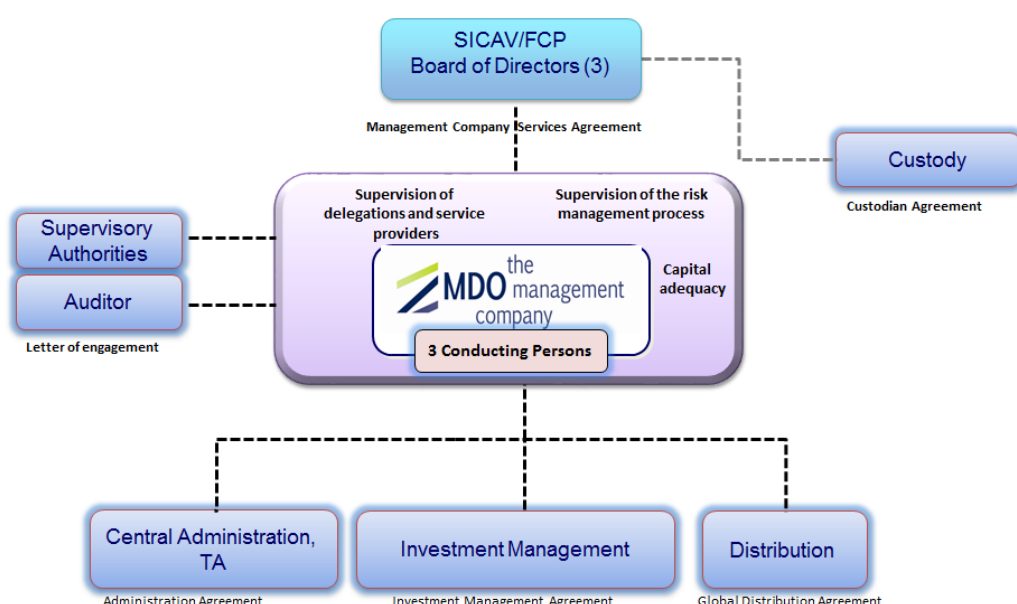 SICAV/FCP
Board of Directors (3)
Management Company Services Agreement
Custody
Custodian Agreement
Supervision of
delegations and service
providers
Supervision of the risk
management process
Supervisory
Authorities
Auditor
Letter of engagement
MDO the
management
company
Capital
adequacy
3 Conducting Persons
Central Administration,
TA
Administration Agreement
Investment Management
Investment Management Agreement
Distribution
Global Distribution Agreement